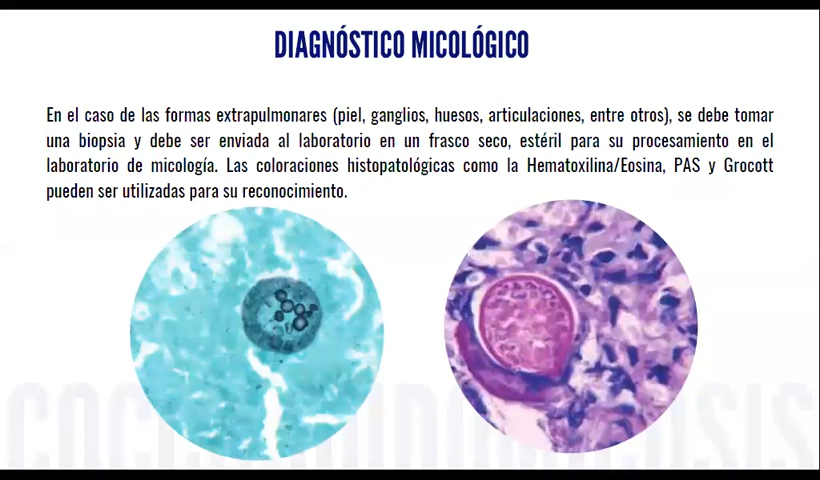 DIAGNÓSTICO MICOLÓGICO
En el caso de las formas extrapulmonares (piel, ganglios, huesos, articulaciones, entre otros), se debe tomar
una biopsia y debe ser enviada al laboratorio en un frasco seco, estéril para su procesamiento en el
laboratorio de micología. Las coloraciones histopatológicas como la Hematoxilina/Eosina, PAS y Grocott
pueden ser utilizadas para su reconocimiento.